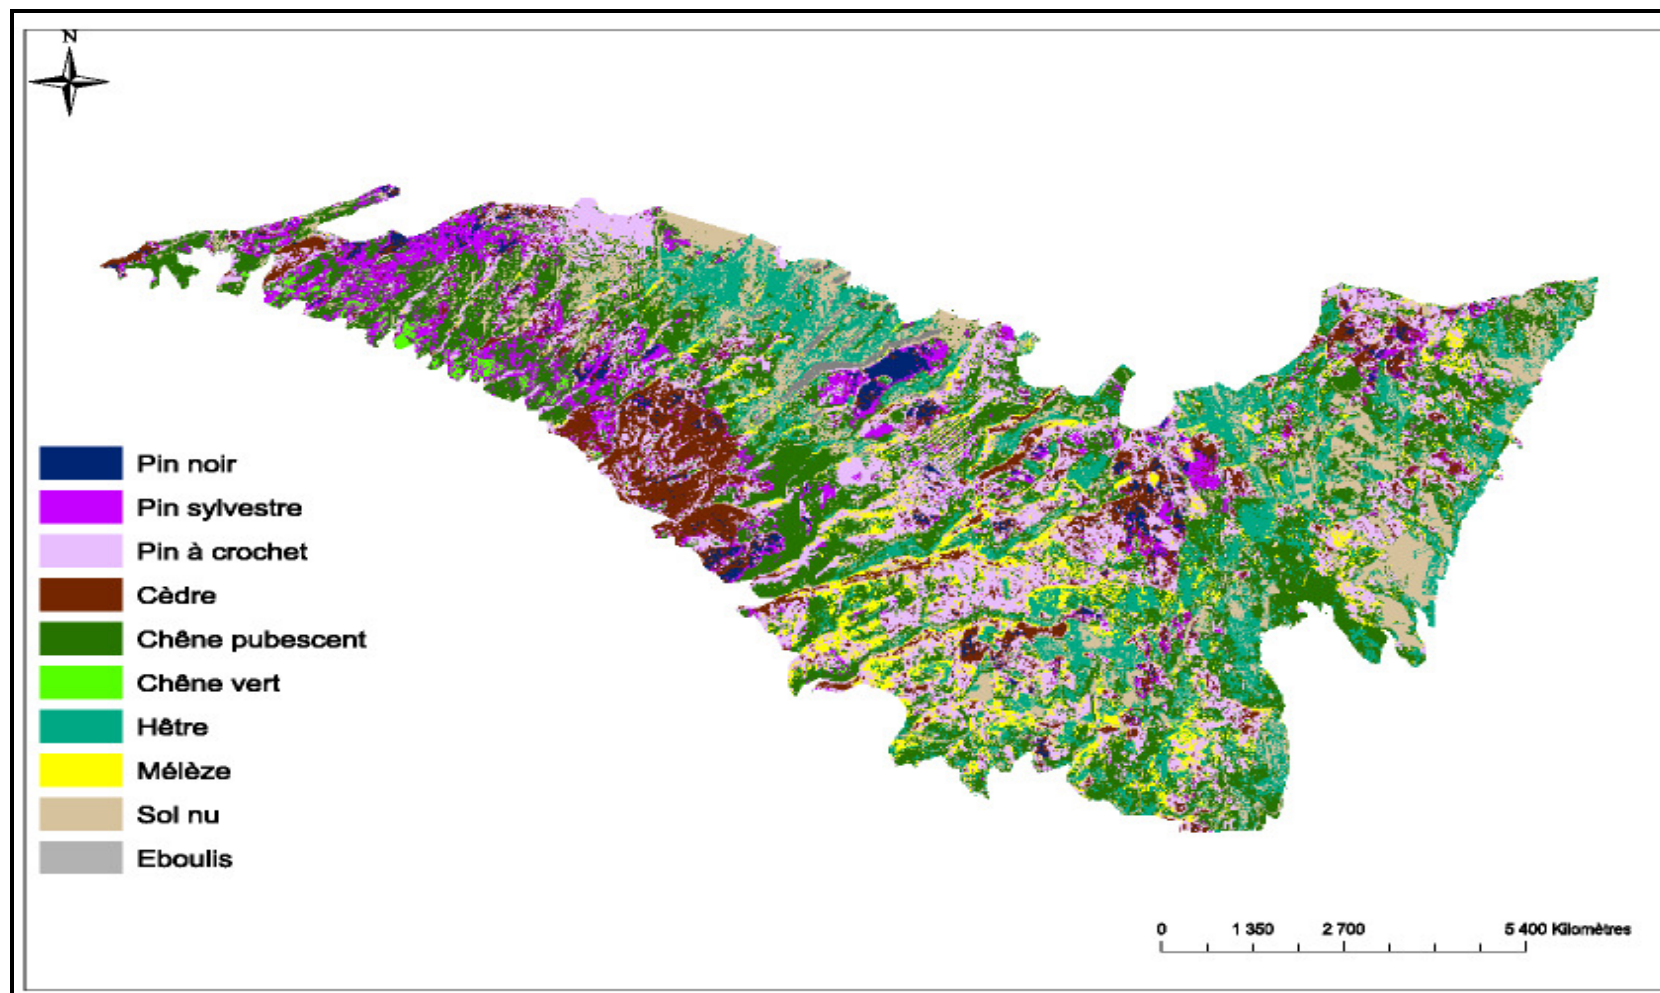 N
Pin noir
Pin sylvestre
Pin à crochet
Cèdre
Chêne pubescent
Chêne vert
Hêtre
Mélèze
Sol nu
Eboulis
0 1 350 2 700 5 400 Kilomètres